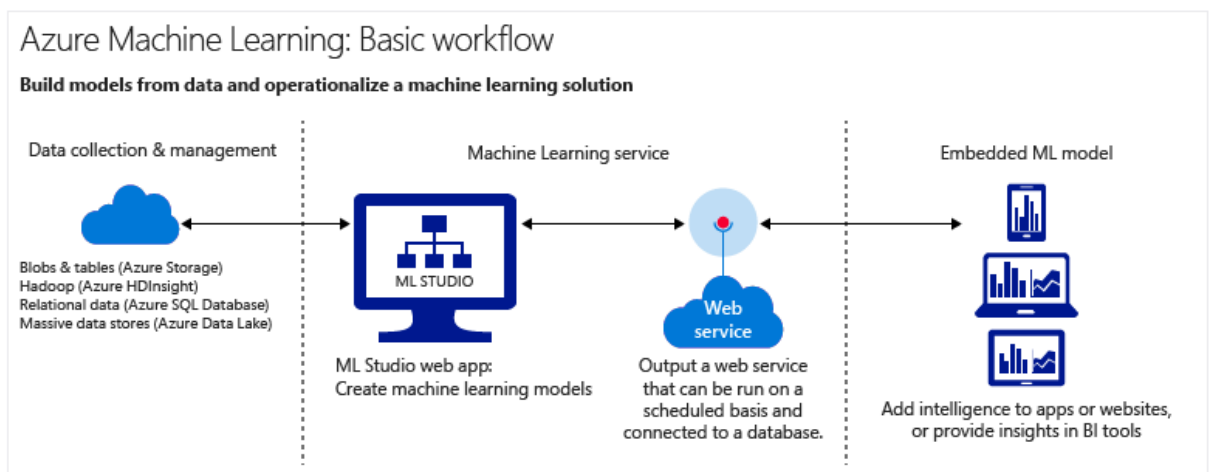 Azure Machine Learning: Basic workflow
Build models from data and operationalize a machine learning solution
Data collection & management
Blobs & tables (Azure Storage)
Hadoop (Azure HDInsight)
Relational data (Azure SQL Database)
Massive data stores (Azure Data Lake)
Machine Learning service
ML STUDIO
ML Studio web app:
Create machine learning models
Web
service
Output a web service
that can be run on a
scheduled basis and
connected to a database.
Embedded ML model
Add intelligence to apps or websites,
or provide insights in BI tools